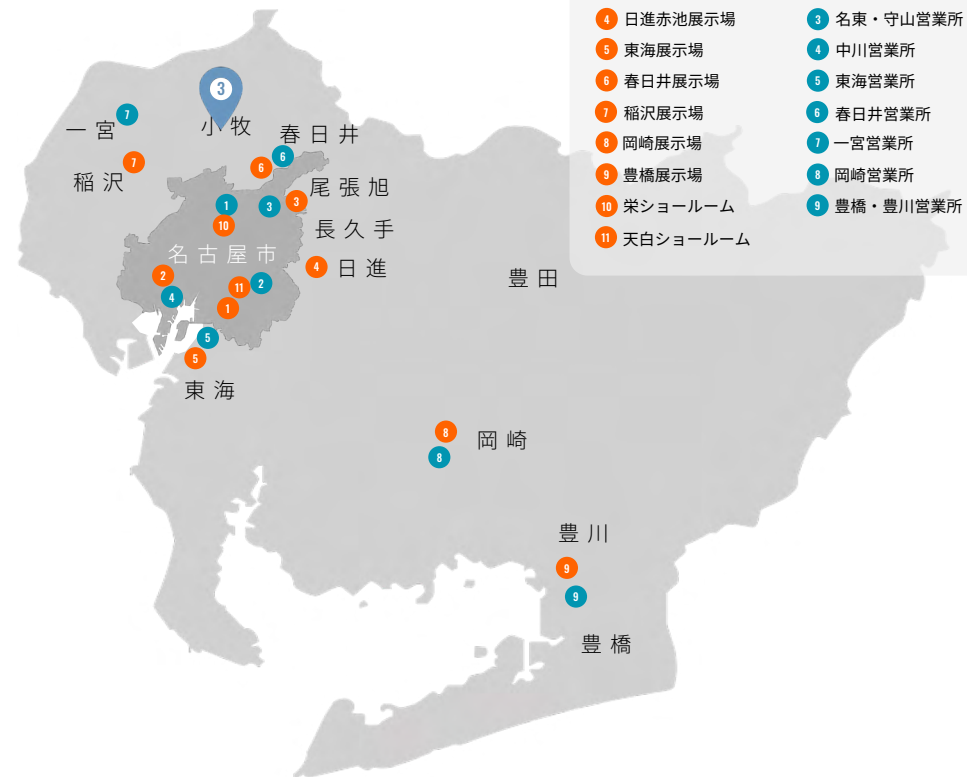 4 日進赤池展示場
5 東海展示場
6 春日井展示場
7 稲沢展示場
8 岡崎展示場
9 豊橋展示場
10 栄ショールーム
11 天白ショールーム
3 名東・守山営業所
4 中川営業所
5 東海営業所
6 春日井営業所
7 一宮営業所
8 岡崎営業所
9 豊橋・豊川営業所
3
7
一宮
小牧
春日井
6
6
7
稲沢
尾張旭
1
3
3
10
長久手
名古屋市
4
日進
2
11
2
豊田
4
1
5
5
東海
8
岡崎
8
豊川
9
9
豊橋